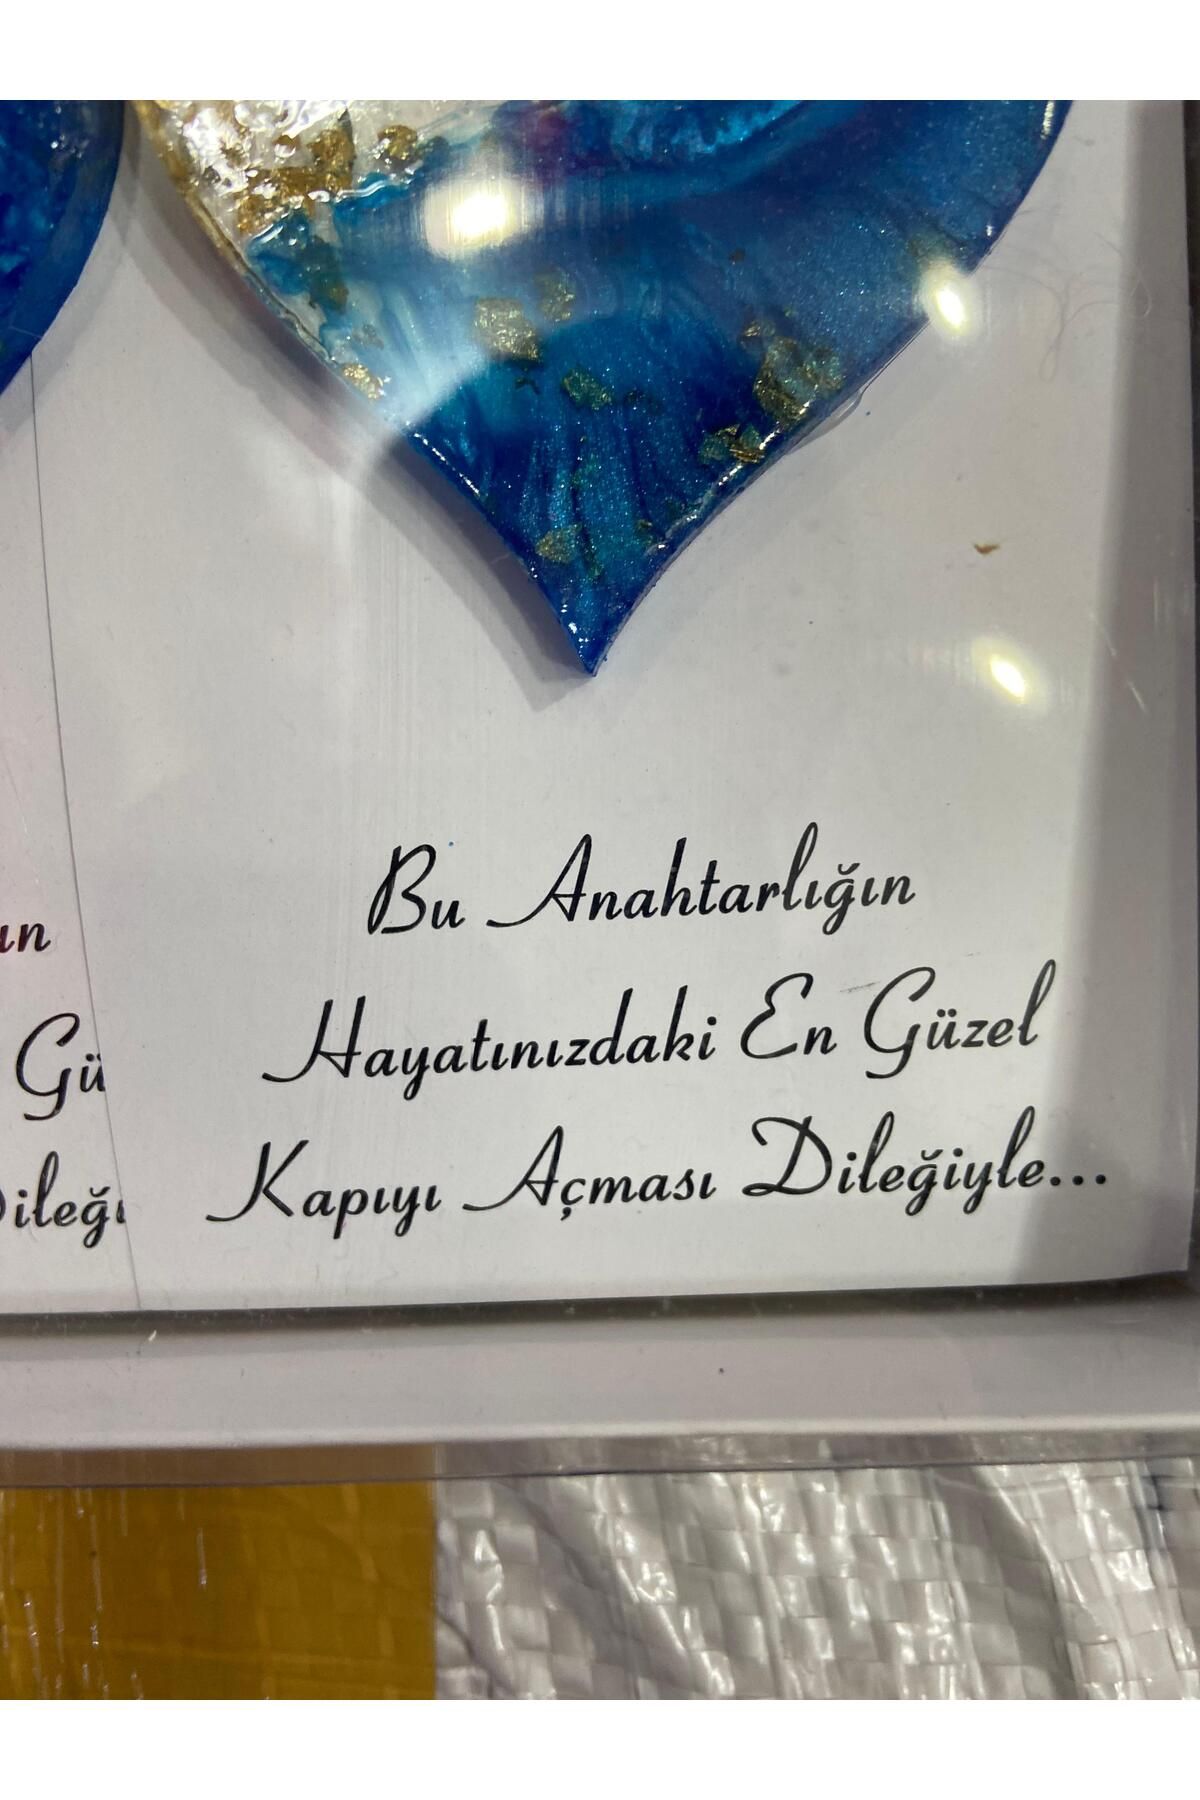 Bu Anahtarlığın
Hayatınızdaki En Güzel
Kapıyı Açması Dileğiyle...